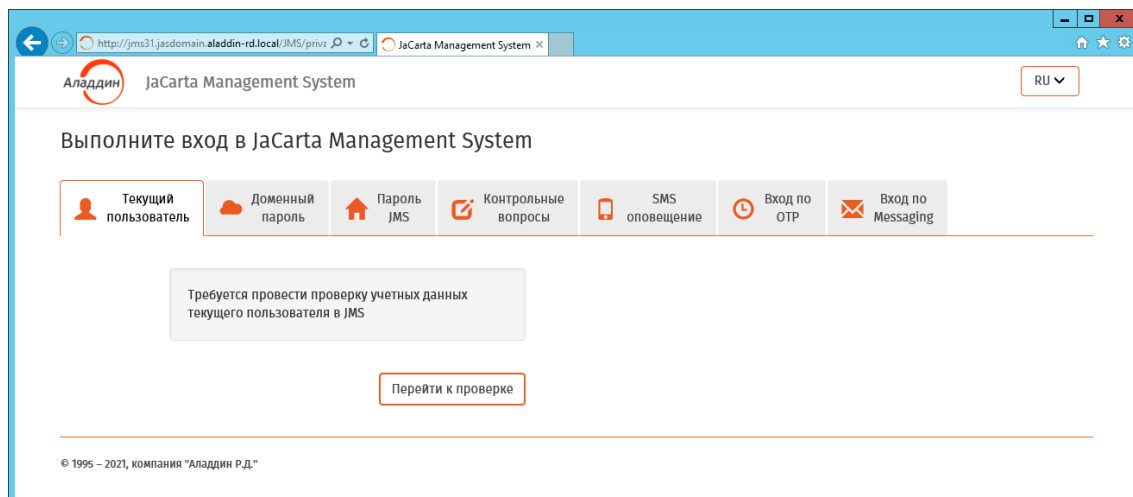 http://jms31.jasdomain.aladdin-rd.local/JMS/priva
JaCarta Management System
Аладдин
JaCarta Management System
RU
Выполните вход в JaCarta Management System
Текущий
пользователь
Доменный
пароль
Пароль
JMS
Контрольные
вопросы
SMS
оповещение
Вход по
OTP
Вход по
Messaging
Требуется провести проверку учетных данных
текущего пользователя в JMS
Перейти к проверке
© 1995 – 2021, компания "Аладдин Р.Д."